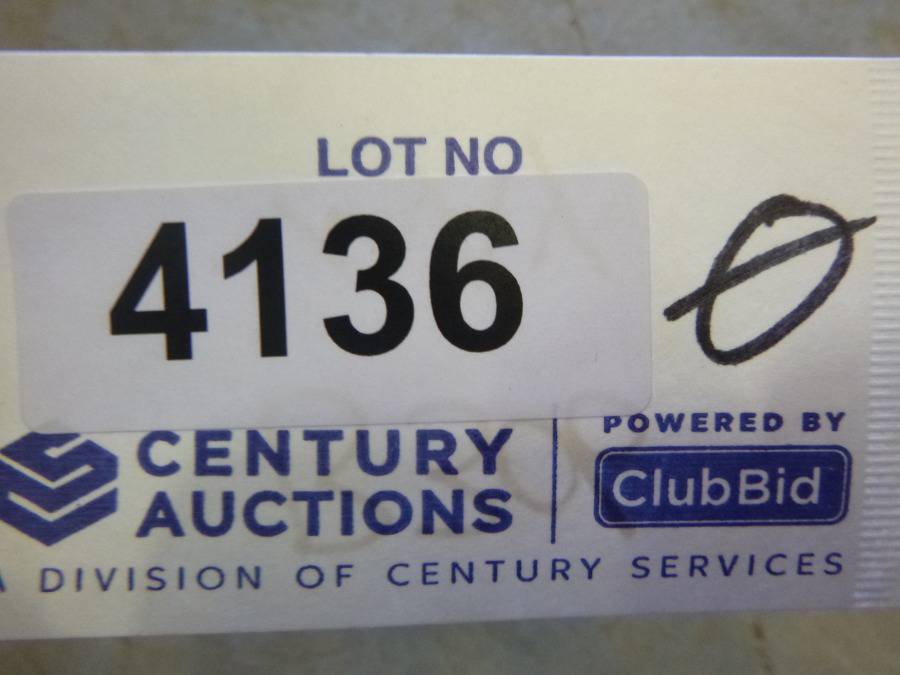 LOT NO
4136 Ø
CENTURY
AUCTIONS
POWERED BY
ClubBid
A DIVISION OF CENTURY SERVICES